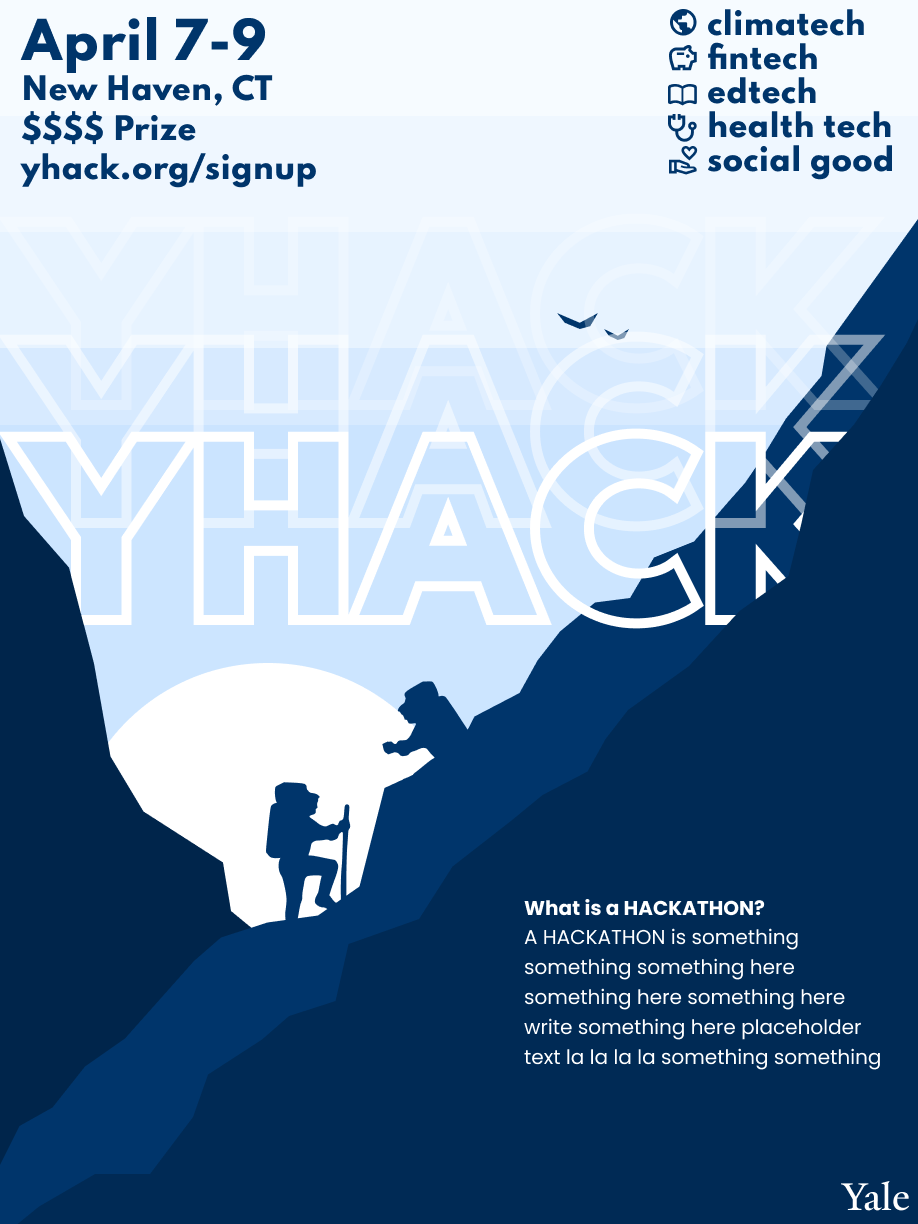 April 7-9
New Haven, CT
$$$$ Prize
yhack.org/signup
climatech
fintech
edtech
health tech
social good
YHACK
YHACK
YHACK
What is a HACKATHON?
A HACKATHON is something
something something here
something here something here
write something here placeholder
text la la la la something something
Yale